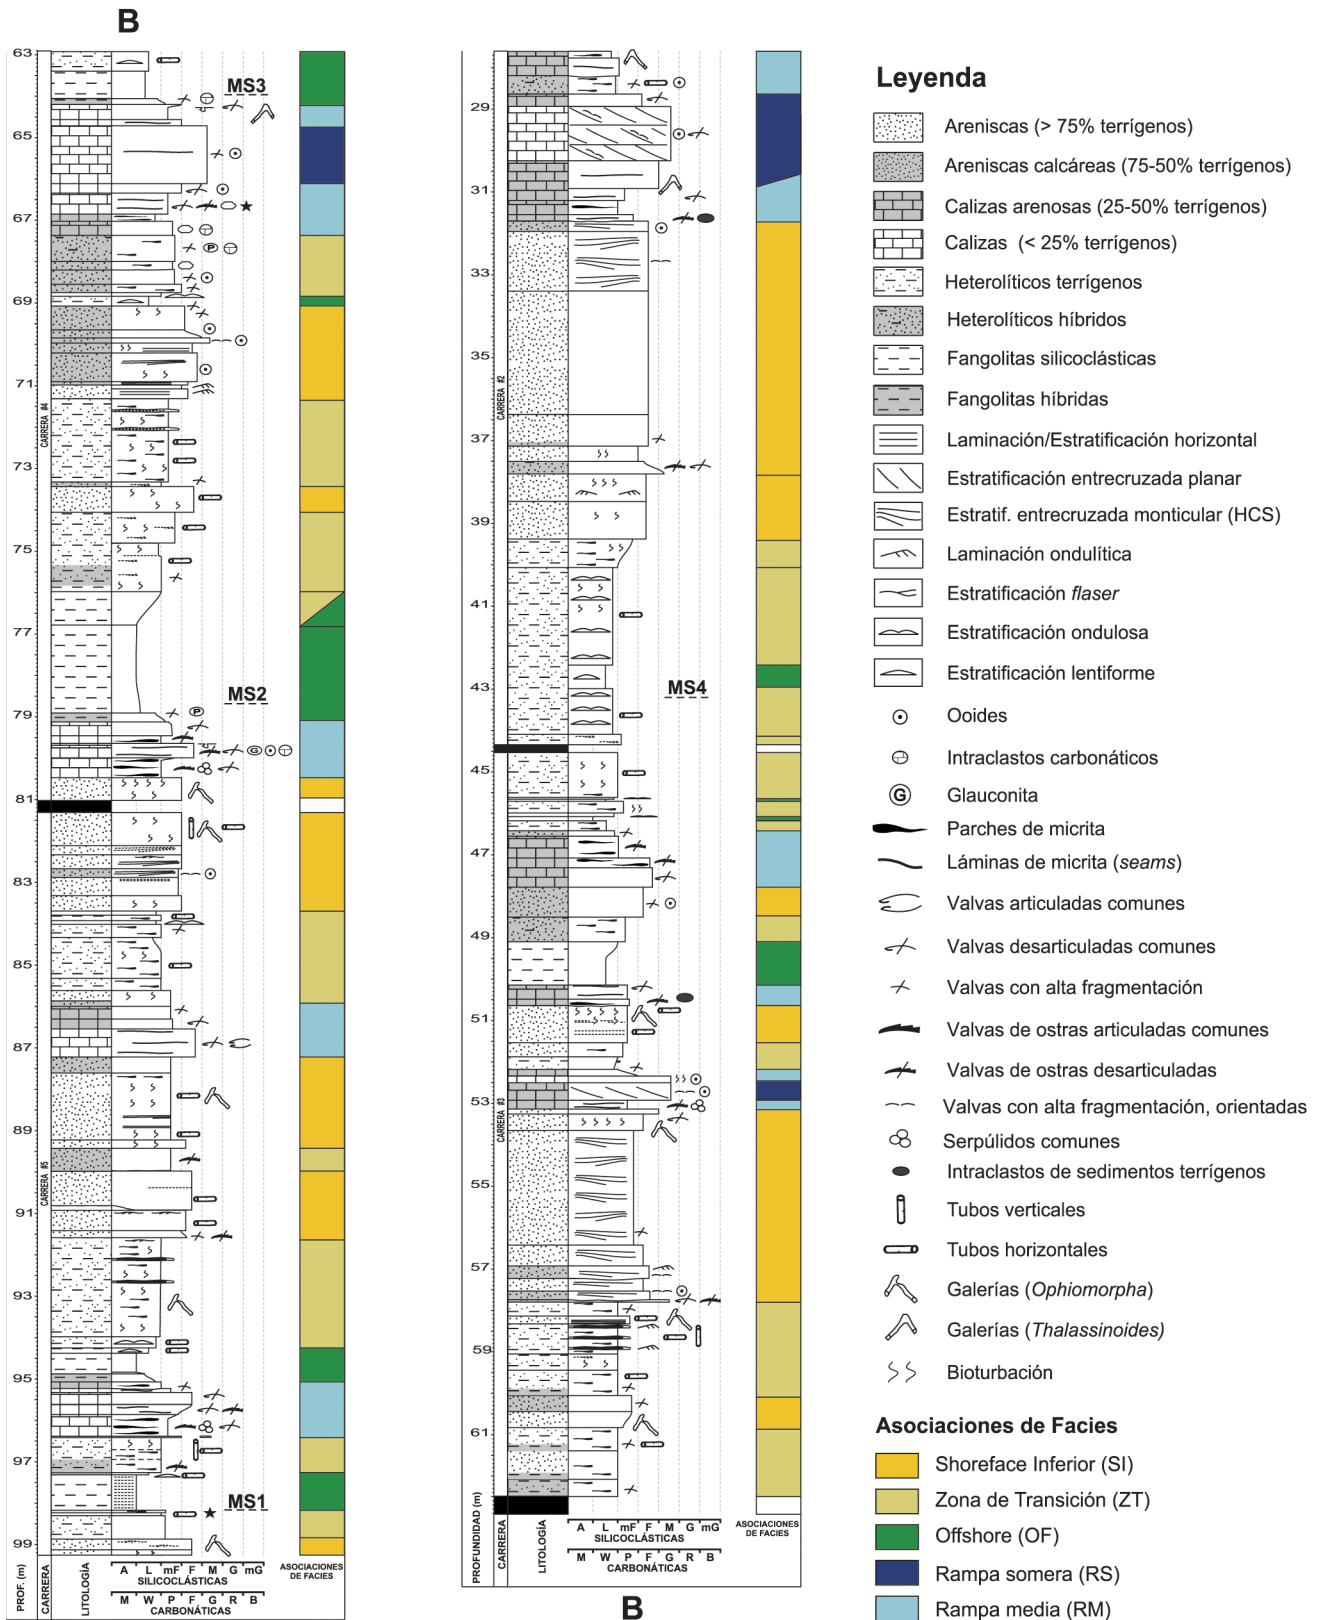 B
63
65
67
69
71
73
75
77
79
81
83
85
87
89
91
93
95
97
99
MS3
MS2
MS1
P
P
G
CARRERA #4
CARRERA #5
PROF. (m)
CARRERA
LITOLOGÍA
A L mF F M G mG
SILICOCLÁSTICAS
M W P F G R B
CARBONÁTICAS
ASOCIACIONES
DE FACIES
29
31
33
35
37
39
41
43
45
47
49
51
53
55
57
59
61
MS4
CARRERA #2
CARRERA #3
PROFUNDIDAD (m)
CARRERA
LITOLOGÍA
A L mF F M G mG
SILICOCLÁSTICAS
M W P F G R B
CARBONÁTICAS
ASOCIACIONES
DE FACIES
B
Leyenda
Areniscas (> 75% terrígenos)
Areniscas calcáreas (75-50% terrígenos)
Calizas arenosas (25-50% terrígenos)
Calizas (< 25% terrígenos)
Heterolíticos terrígenos
Heterolíticos híbridos
Fangolitas silicoclásticas
Fangolitas híbridas
Laminación/Estratificación horizontal
Estratificación entrecruzada planar
Estratif. entrecruzada monticular (HCS)
Laminación ondulítica
Estratificación flaser
Estratificación ondulosa
Estratificación lentiforme
Ooides
Intraclastos carbonáticos
G Glauconita
Parches de micrita
Láminas de micrita (seams)
Valvas articuladas comunes
Valvas desarticuladas comunes
Valvas con alta fragmentación
Valvas de ostras articuladas comunes
Valvas de ostras desarticuladas
Valvas con alta fragmentación, orientadas
Serpúlidos comunes
Intraclastos de sedimentos terrígenos
Tubos verticales
Tubos horizontales
Galerías (Ophiomorpha)
Galerías (Thalassinoides)
Bioturbación
Asociaciones de Facies
Shoreface Inferior (SI)
Zona de Transición (ZT)
Offshore (OF)
Rampa somera (RS)
Rampa media (RM)